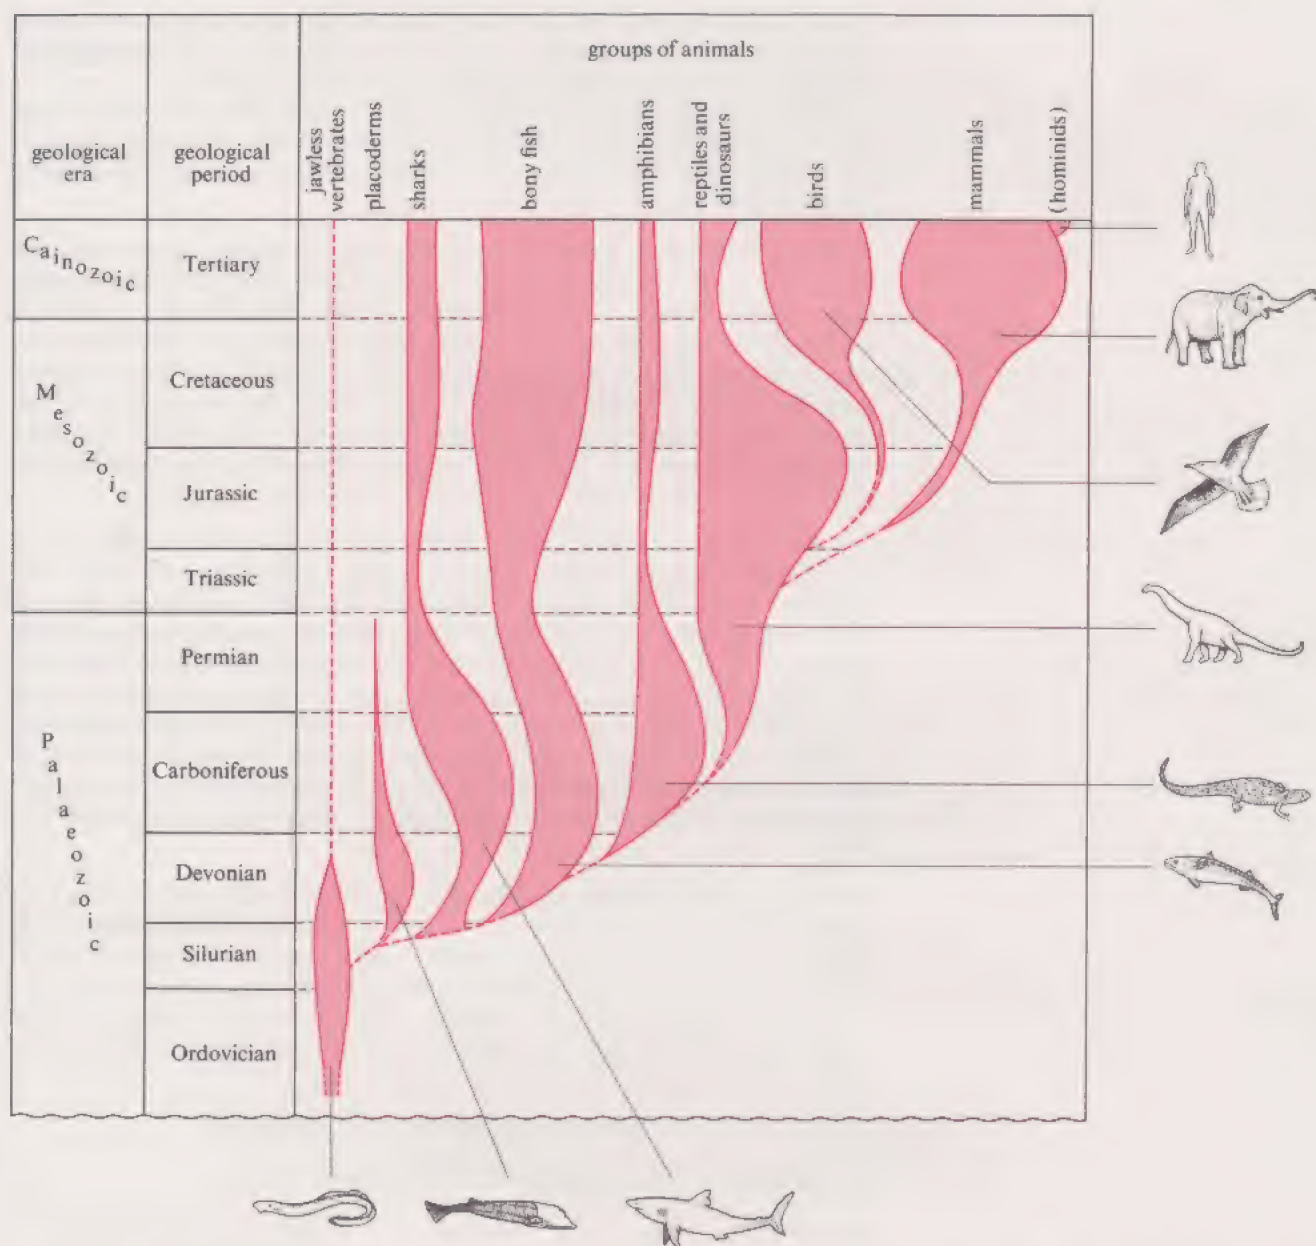 groups of animals
geological
era
geological
period
jawless
vertebrates
placoderms
sharks
bony fish
amphibians
reptiles and
dinosaurs
birds
mammals
(hominids)
Cainozoic
Tertiary
Mesozoic
Cretaceous
Jurassic
Triassic
Palaeozoic
Permian
Carboniferous
Devonian
Silurian
Ordovician